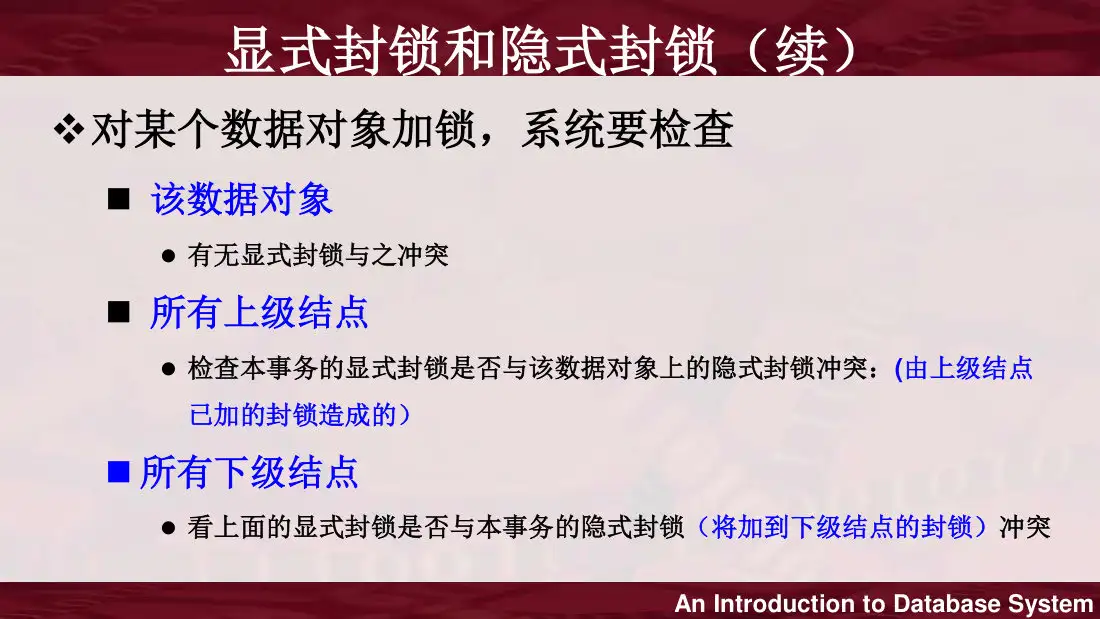 显式封锁和隐式封锁（续）
❖对某个数据对象加锁，系统要检查
■ 该数据对象
● 有无显式封锁与之冲突
■ 所有上级结点
● 检查本事务的显式封锁是否与该数据对象上的隐式封锁冲突：(由上级结点
已加的封锁造成的）
■ 所有下级结点
● 看上面的显式封锁是否与本事务的隐式封锁（将加到下级结点的封锁）冲突
An Introduction to Database System